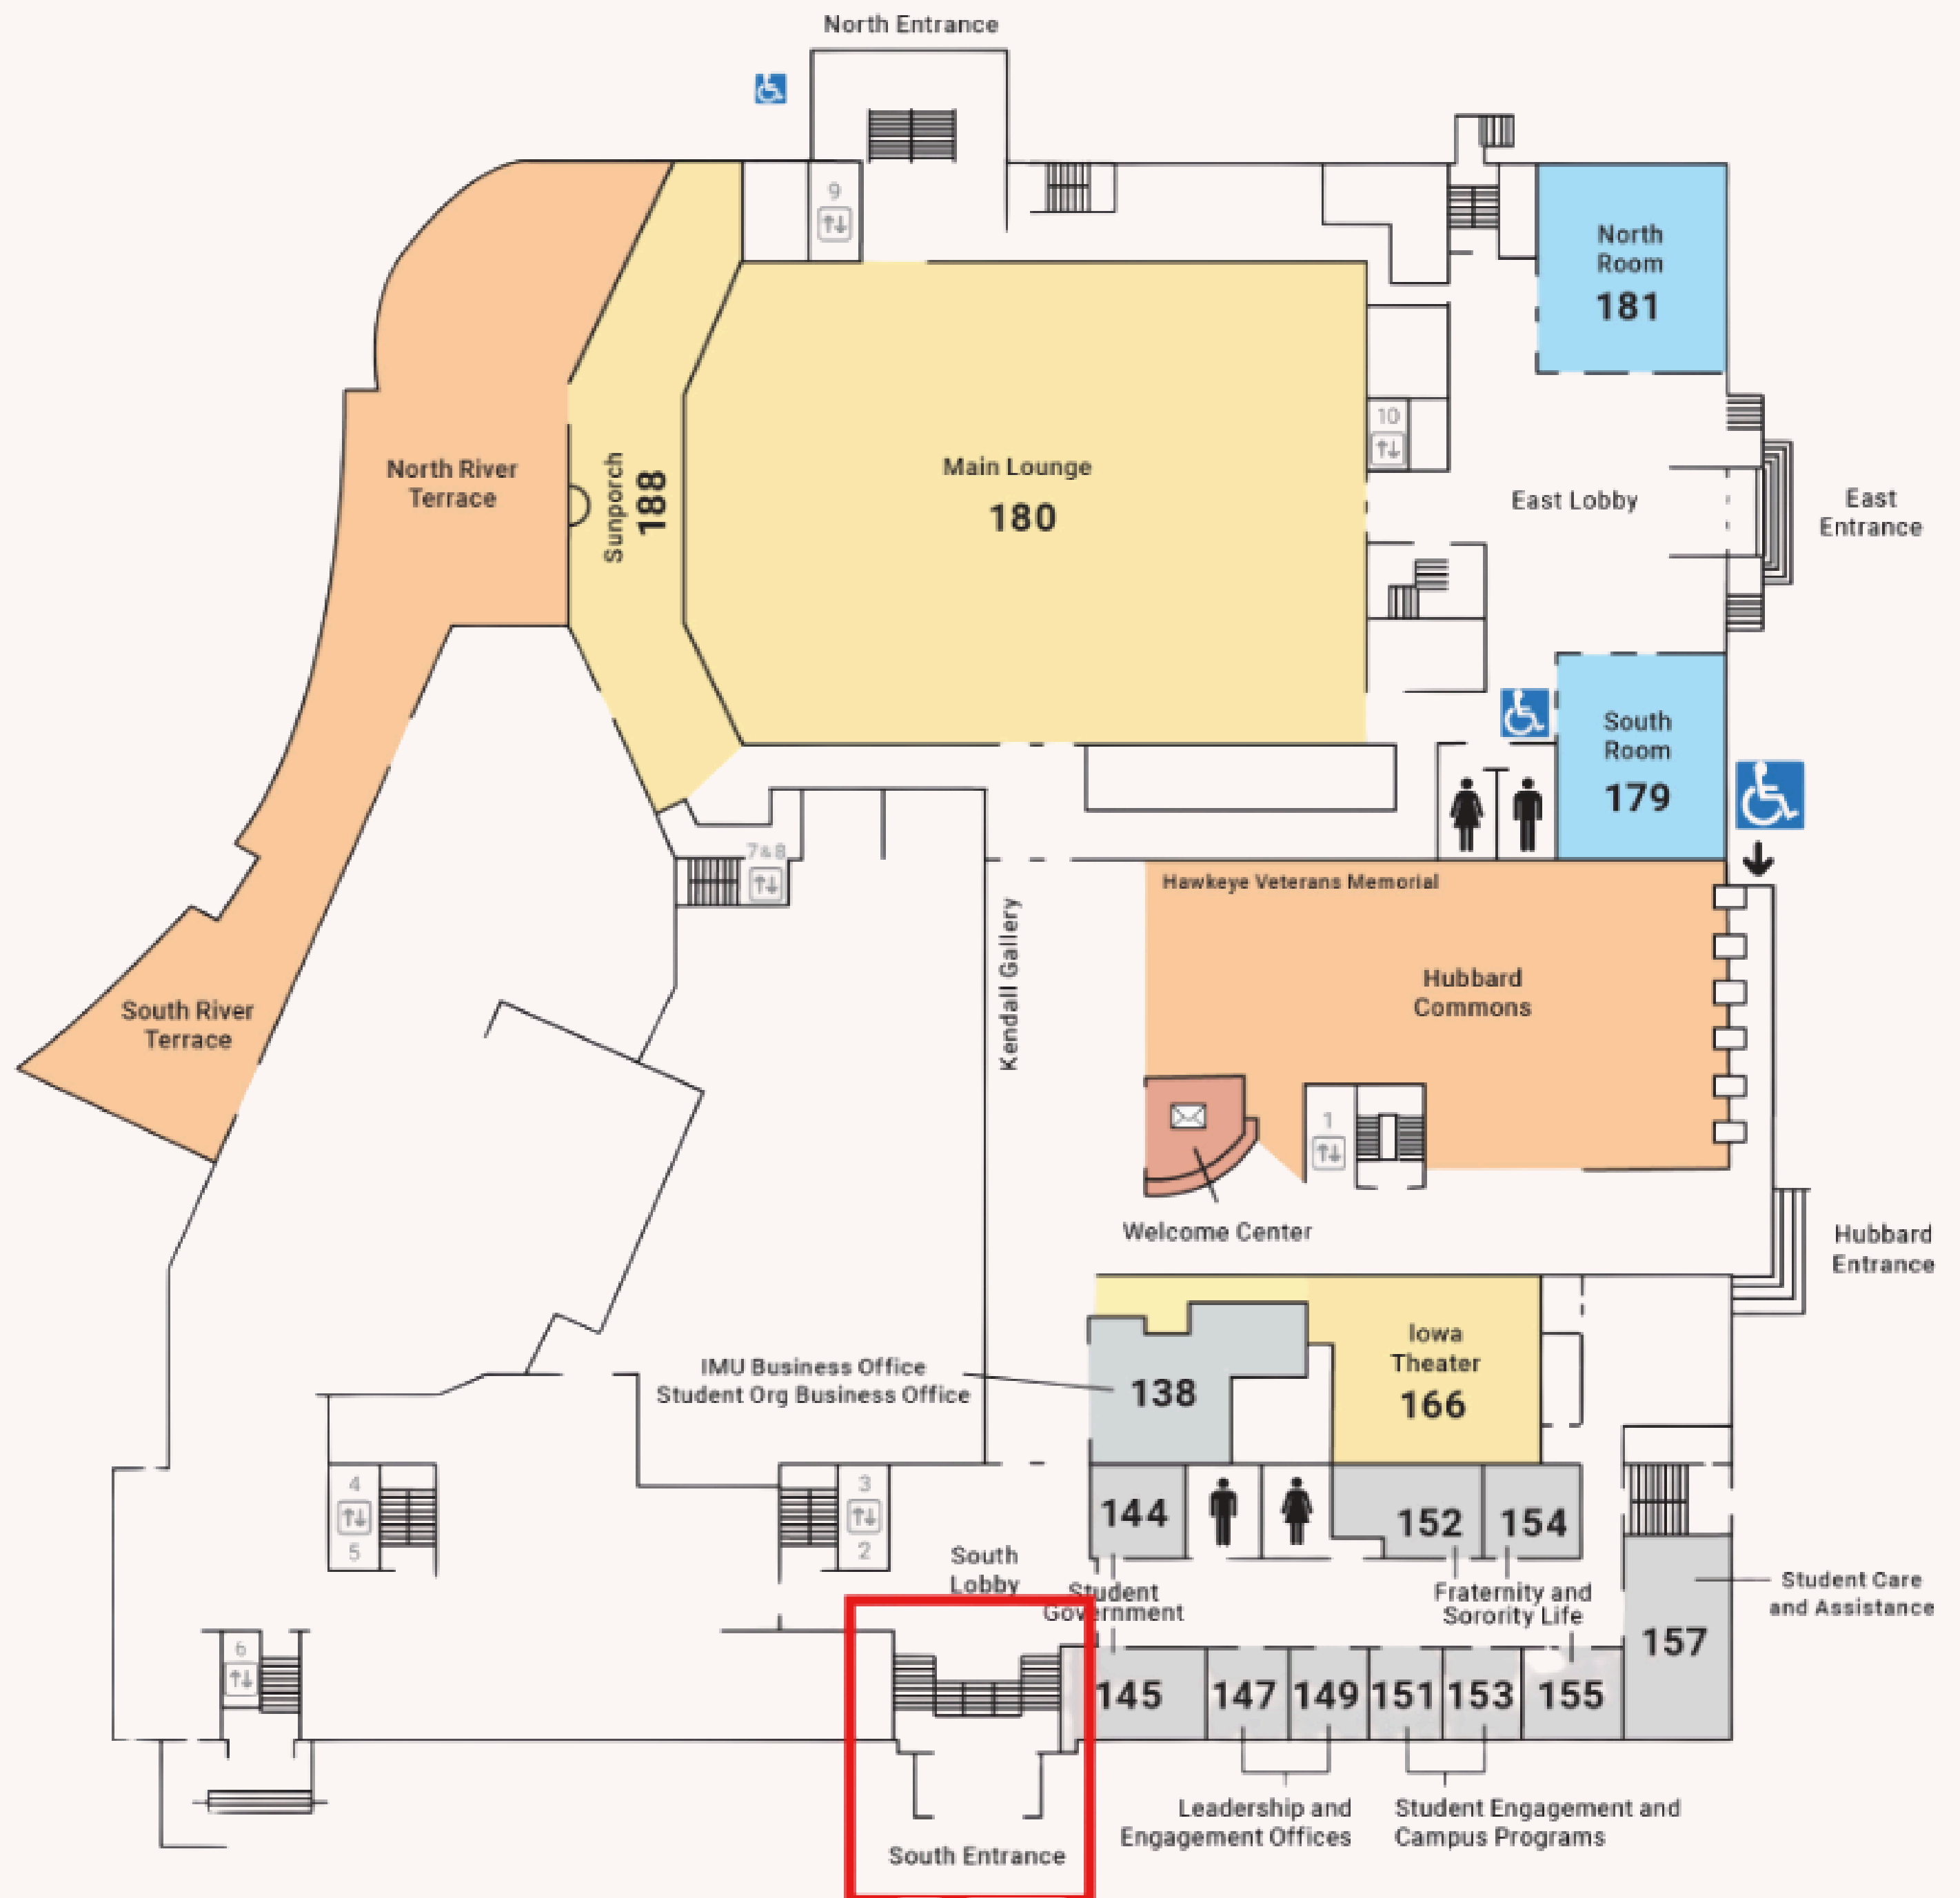 North Entrance
9
North
Room
181
10
North River
Terrace
Sunporch
188
Main Lounge
180
East Lobby
East
Entrance
South
Room
179
7&8
Hawkeye Veterans Memorial
Kendall Gallery
Hubbard
Commons
South River
Terrace
1
Welcome Center
Hubbard
Entrance
Iowa
Theater
166
IMU Business Office
Student Org Business Office
138
4
5
3
2
144
152
154
South
Lobby
Student
Government
Fraternity and
Sorority Life
Student Care
and Assistance
157
6
145
147
149
151
153
155
Leadership and
Engagement Offices
Student Engagement and
Campus Programs
South Entrance